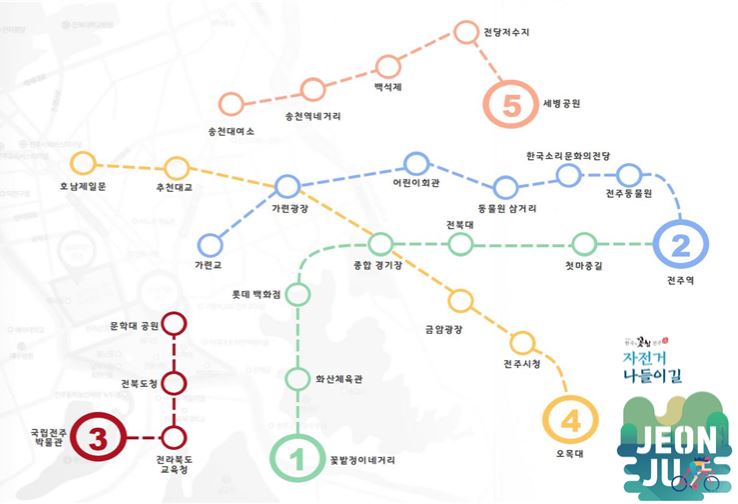 전당저수지
백석제
5
세병공원
송천역네거리
송천대여소
한국소리문화의전당
호남제일문
추천대교
어린이회관
전주동물원
가련광장
동물원 삼거리
전북대
가련교
종합 경기장
첫마중길
2
전주역
롯데 백화점
금암광장
문학대 공원
전주시청
한국의 꽃심 전주
자전거
나들이길
전북도청
화산체육관
국립전주
박물관
3
4
오목대
전라북도
교육청
1
꽃밭정이네거리
JEON
JU